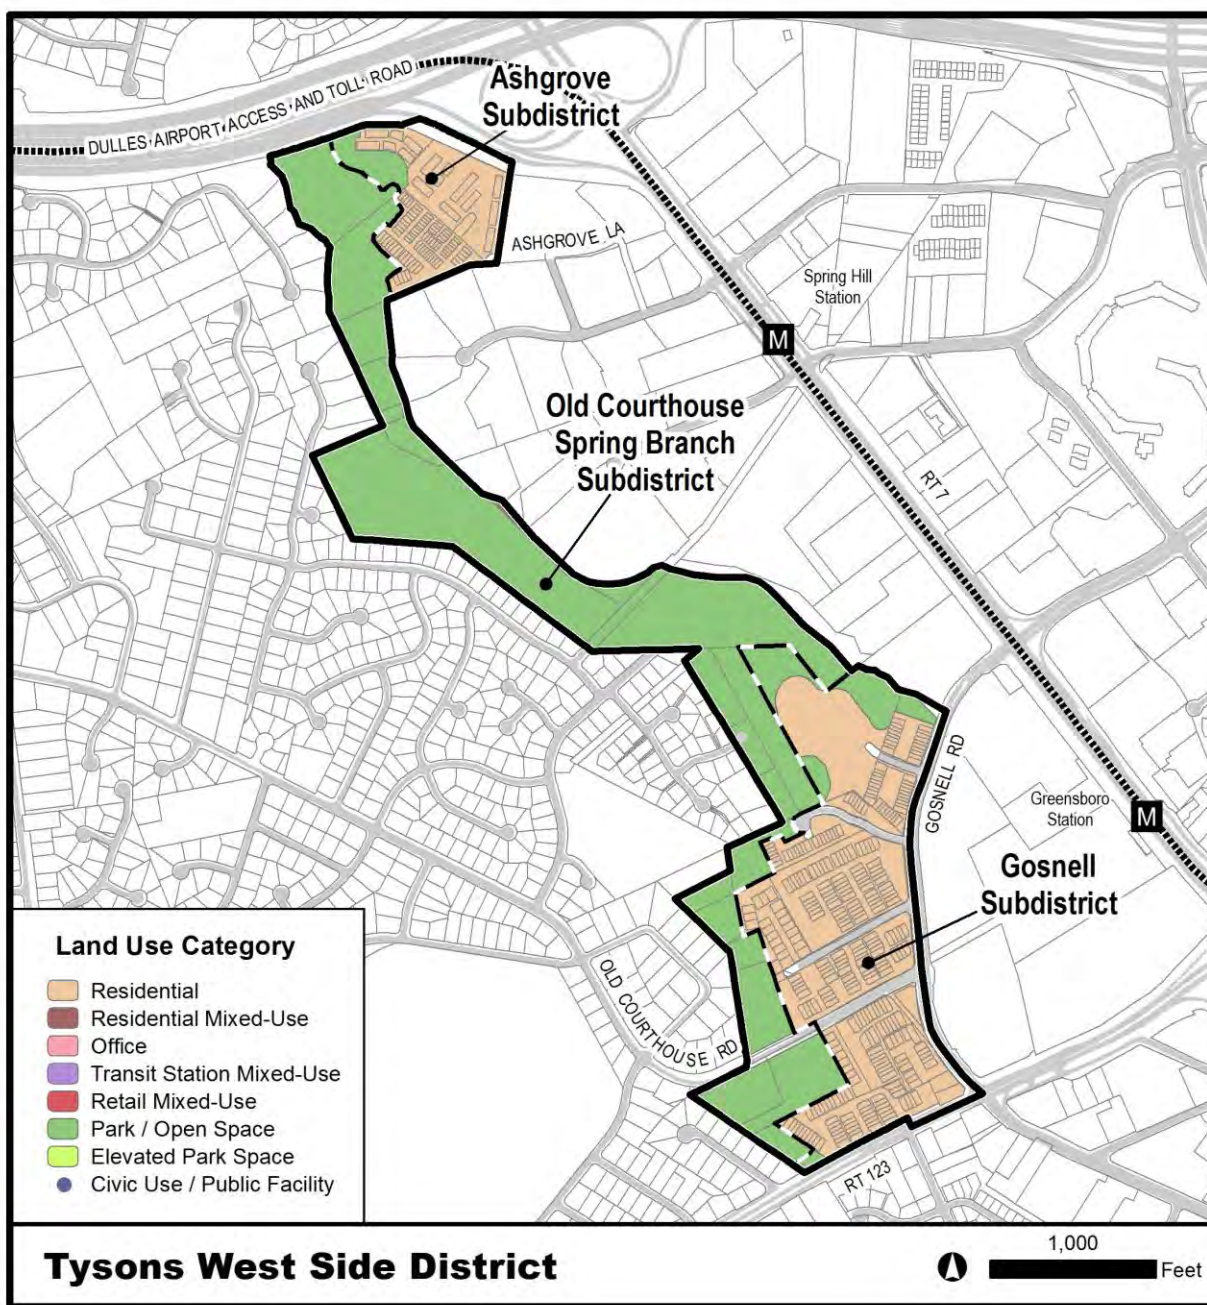 Ashgrove
Subdistrict
DULLES AIRPORT ACCESS AND TOLL ROAD
ASHGROVE LA
Spring Hill
Station
M
Old Courthouse
Spring Branch
Subdistrict
RT 7
GOSNELL RD
Greensboro
Station
M
Gosnell
Subdistrict
OLD COURTHOUSE RD
RT 123
Land Use Category
Residential
Residential Mixed-Use
Office
Transit Station Mixed-Use
Retail Mixed-Use
Park / Open Space
Elevated Park Space
Civic Use / Public Facility
Tysons West Side District
1,000
Feet